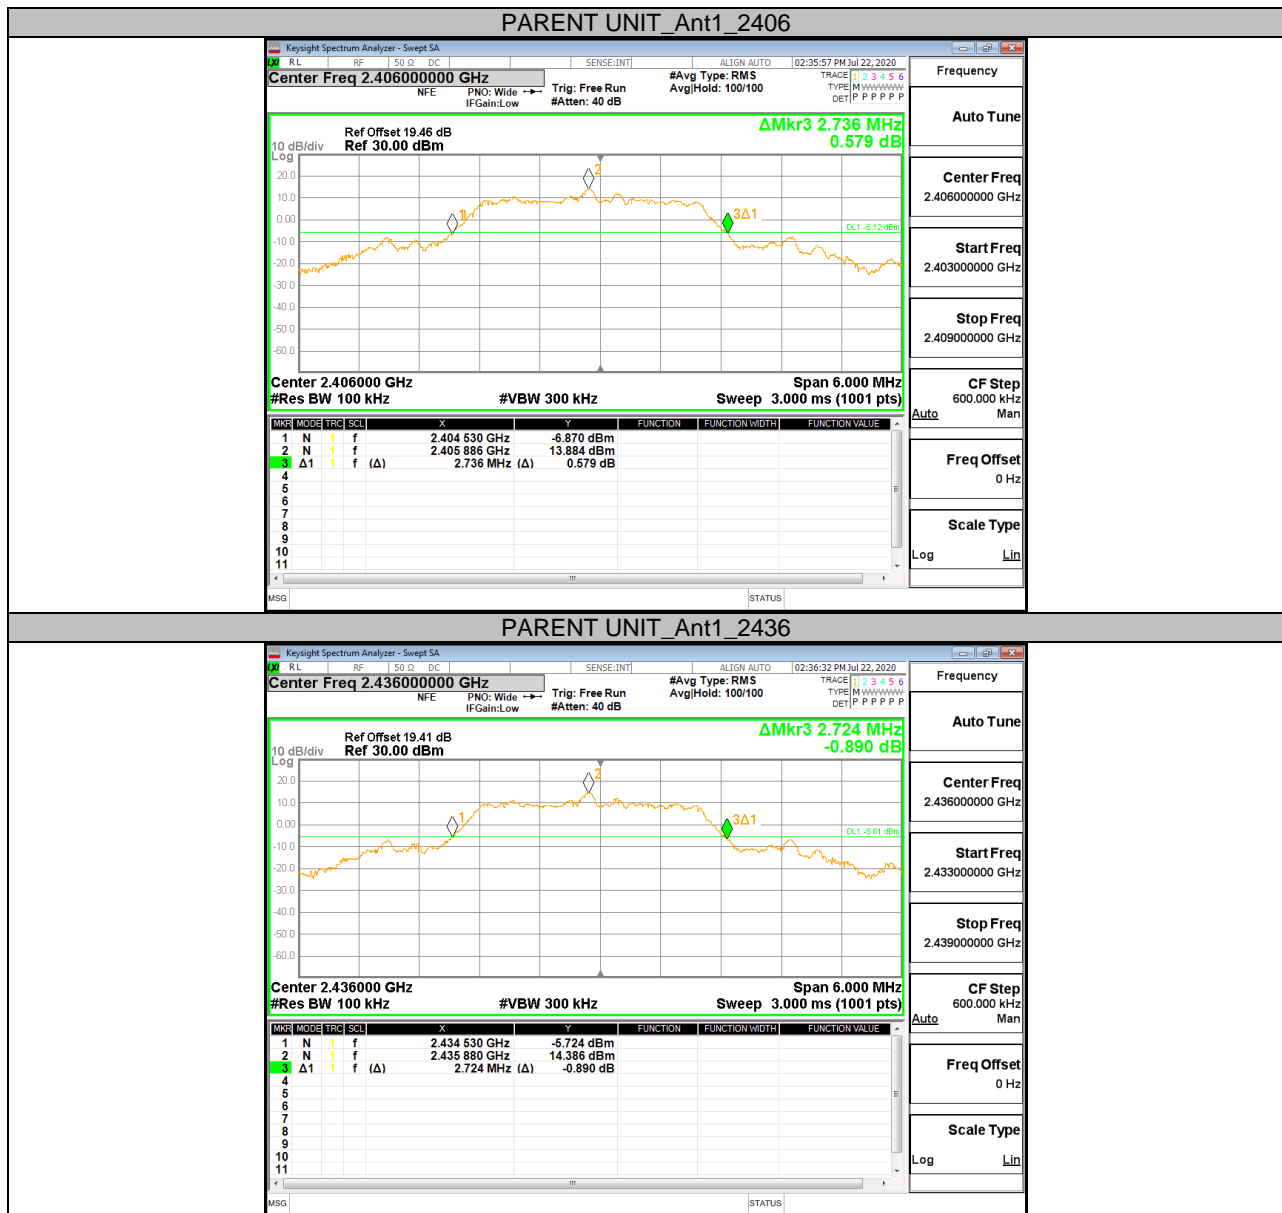 PARENT UNIT_Ant1_2406
Keysight Spectrum Analyzer - Swept SA
LXI RL RF 50 Ω DC SENSE:INT ALIGN AUTO 02:35:57 PM Jul 22, 2020
Center Freq 2.406000000 GHz
NFE PNO: Wide IFGain:Low Trig: Free Run #Atten: 40 dB
#Avg Type: RMS Avg|Hold: 100/100
TRACE 1 2 3 4 5 6
TYPE M WWWWW
DET P P P P P P
Frequency
Auto Tune
ΔMkr3 2.736 MHz
0.579 dB
Ref Offset 19.46 dB
10 dB/div Ref 30.00 dBm
Log
20.0
10.0
0.00
-10.0
-20.0
-30.0
-40.0
-50.0
-60.0
1
2
3Δ1
DL1 -6.12 dBm
Center Freq
2.406000000 GHz
Start Freq
2.403000000 GHz
Stop Freq
2.409000000 GHz
CF Step
600.000 kHz
Auto Man
Freq Offset
0 Hz
Scale Type
Log Lin
Center 2.406000 GHz Span 6.000 MHz
#Res BW 100 kHz #VBW 300 kHz Sweep 3.000 ms (1001 pts)
MKR MODE TRC SCL X Y FUNCTION FUNCTION WIDTH FUNCTION VALUE
1 N 1 f 2.404 530 GHz -6.870 dBm
2 N 1 f 2.405 886 GHz 13.884 dBm
3 Δ1 1 f (Δ) 2.736 MHz (Δ) 0.579 dB
4
5
6
7
8
9
10
11
MSG STATUS
PARENT UNIT_Ant1_2436
Keysight Spectrum Analyzer - Swept SA
LXI RL RF 50 Ω DC SENSE:INT ALIGN AUTO 02:36:32 PM Jul 22, 2020
Center Freq 2.436000000 GHz
NFE PNO: Wide IFGain:Low Trig: Free Run #Atten: 40 dB
#Avg Type: RMS Avg|Hold: 100/100
TRACE 1 2 3 4 5 6
TYPE M WWWWW
DET P P P P P P
Frequency
Auto Tune
ΔMkr3 2.724 MHz
-0.890 dB
Ref Offset 19.41 dB
10 dB/div Ref 30.00 dBm
Log
20.0
10.0
0.00
-10.0
-20.0
-30.0
-40.0
-50.0
-60.0
1
2
3Δ1
DL1 -5.61 dBm
Center Freq
2.436000000 GHz
Start Freq
2.433000000 GHz
Stop Freq
2.439000000 GHz
CF Step
600.000 kHz
Auto Man
Freq Offset
0 Hz
Scale Type
Log Lin
Center 2.436000 GHz Span 6.000 MHz
#Res BW 100 kHz #VBW 300 kHz Sweep 3.000 ms (1001 pts)
MKR MODE TRC SCL X Y FUNCTION FUNCTION WIDTH FUNCTION VALUE
1 N 1 f 2.434 530 GHz -5.724 dBm
2 N 1 f 2.435 880 GHz 14.386 dBm
3 Δ1 1 f (Δ) 2.724 MHz (Δ) -0.890 dB
4
5
6
7
8
9
10
11
MSG STATUS